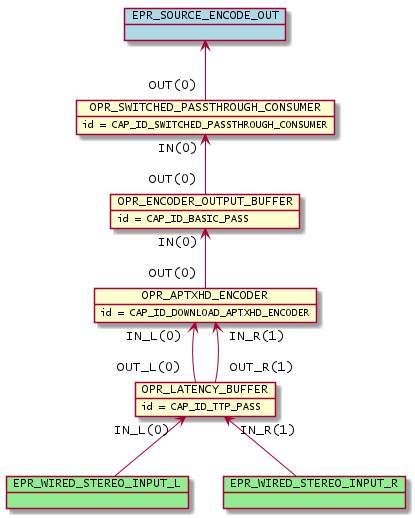 EPR_SOURCE_ENCODE_OUT
OUT(0)
OPR_SWITCHED_PASSTHROUGH_CONSUMER
id = CAP_ID_SWITCHED_PASSTHROUGH_CONSUMER
IN(0)
OUT(0)
OPR_ENCODER_OUTPUT_BUFFER
id = CAP_ID_BASIC_PASS
IN(0)
OUT(0)
OPR_APTXHD_ENCODER
id = CAP_ID_DOWNLOAD_APTXHD_ENCODER
IN_L(0) IN_R(1)
OUT_L(0) OUT_R(1)
OPR_LATENCY_BUFFER
id = CAP_ID_TTP_PASS
IN_L(0) IN_R(1)
EPR_WIRED_STEREO_INPUT_L EPR_WIRED_STEREO_INPUT_R